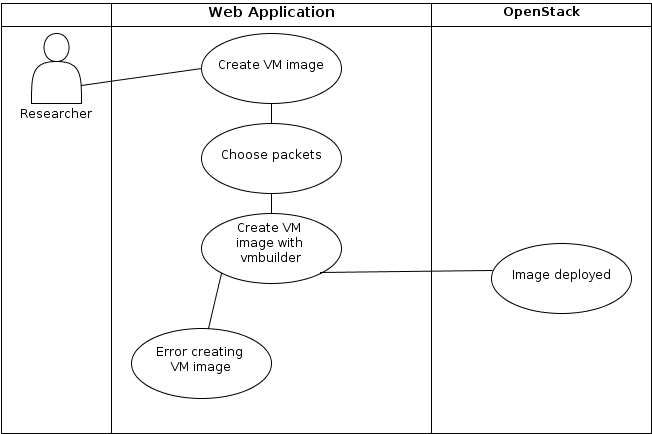 Web Application
OpenStack
Create VM image
Researcher
Choose packets
Create VM
image with
vmbuilder
Image deployed
Error creating
VM image